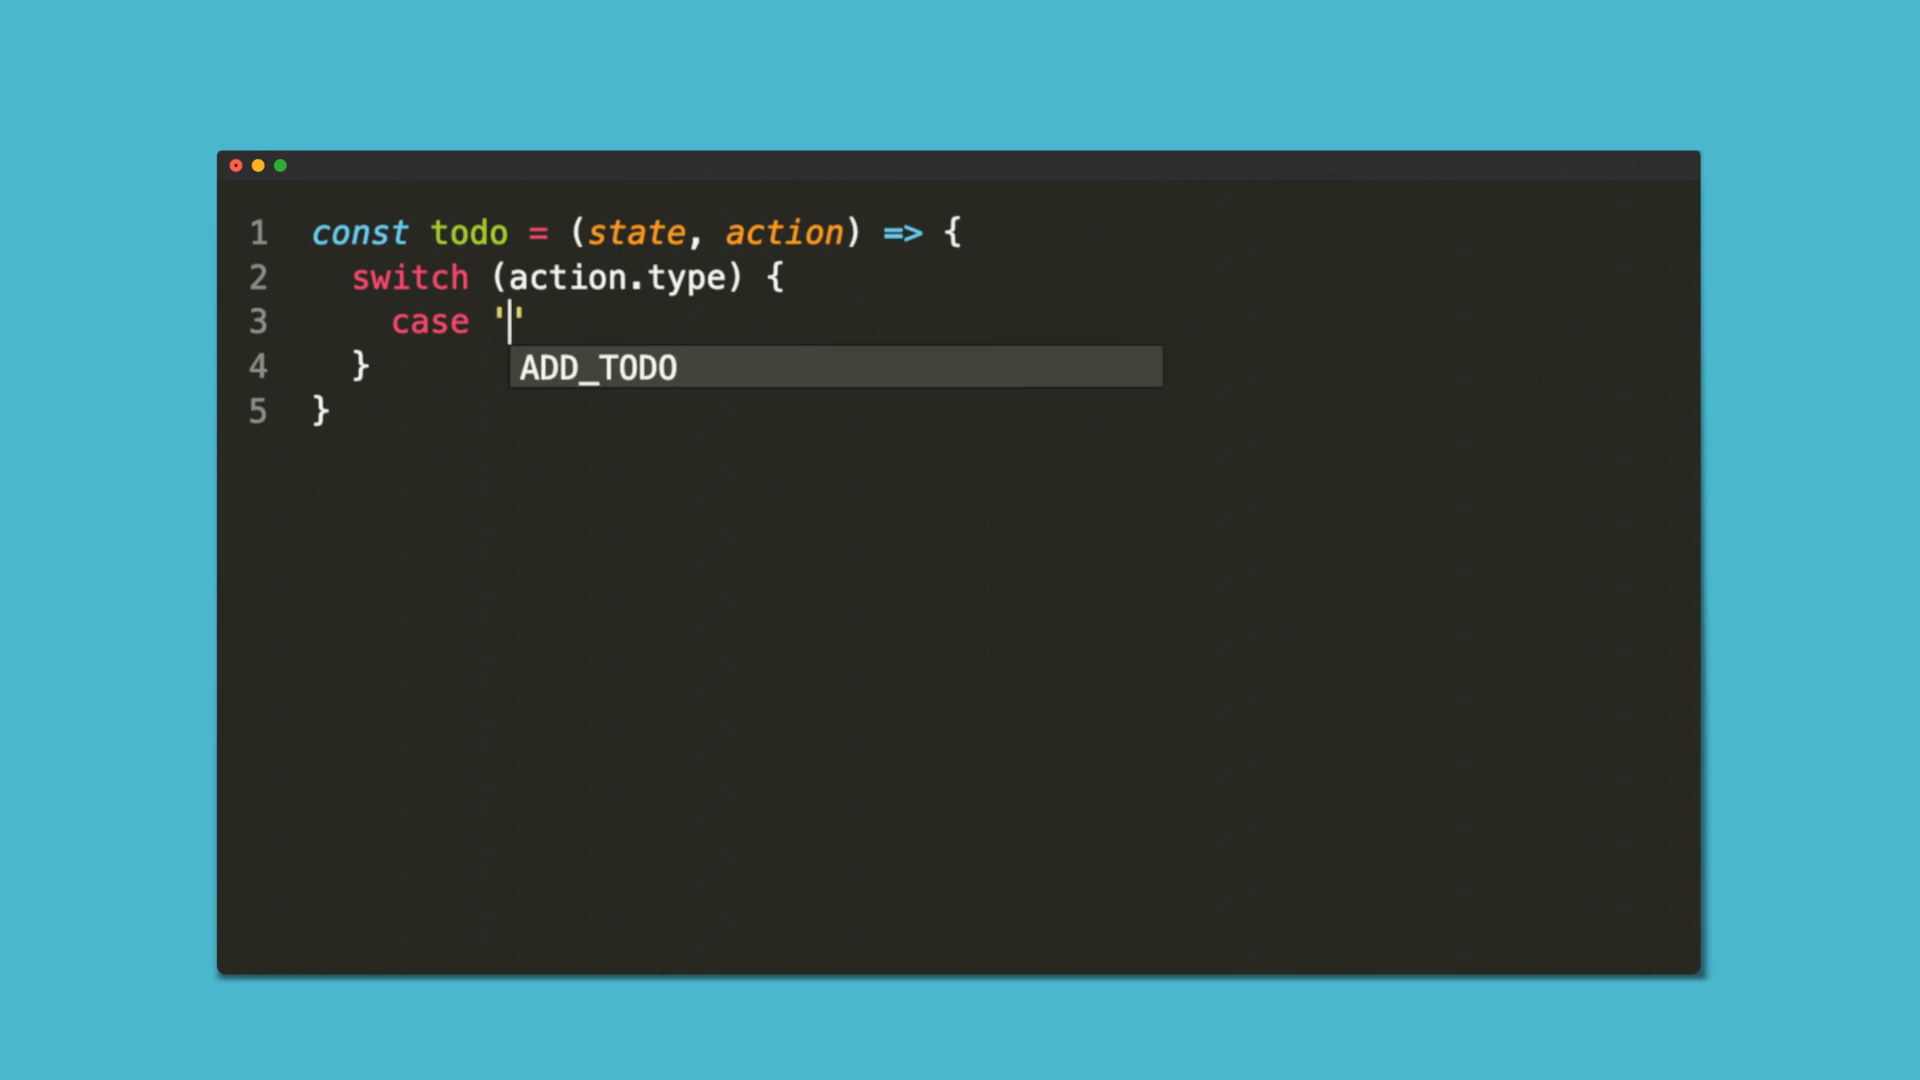 1 const todo = (state, action) => {
2 switch (action.type) {
3 case ''
ADD_TODO
4 }
5 }